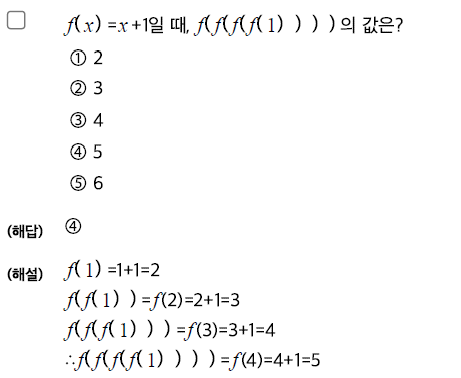 f(x)=x+1일 때, f(f(f(f(1))))의 값은?
① 2
② 3
③ 4
④ 5
⑤ 6
(해답) ④
(해설) f(1)=1+1=2
f(f(1))=f(2)=2+1=3
f(f(f(1)))=f(3)=3+1=4
∴f(f(f(f(1))))=f(4)=4+1=5